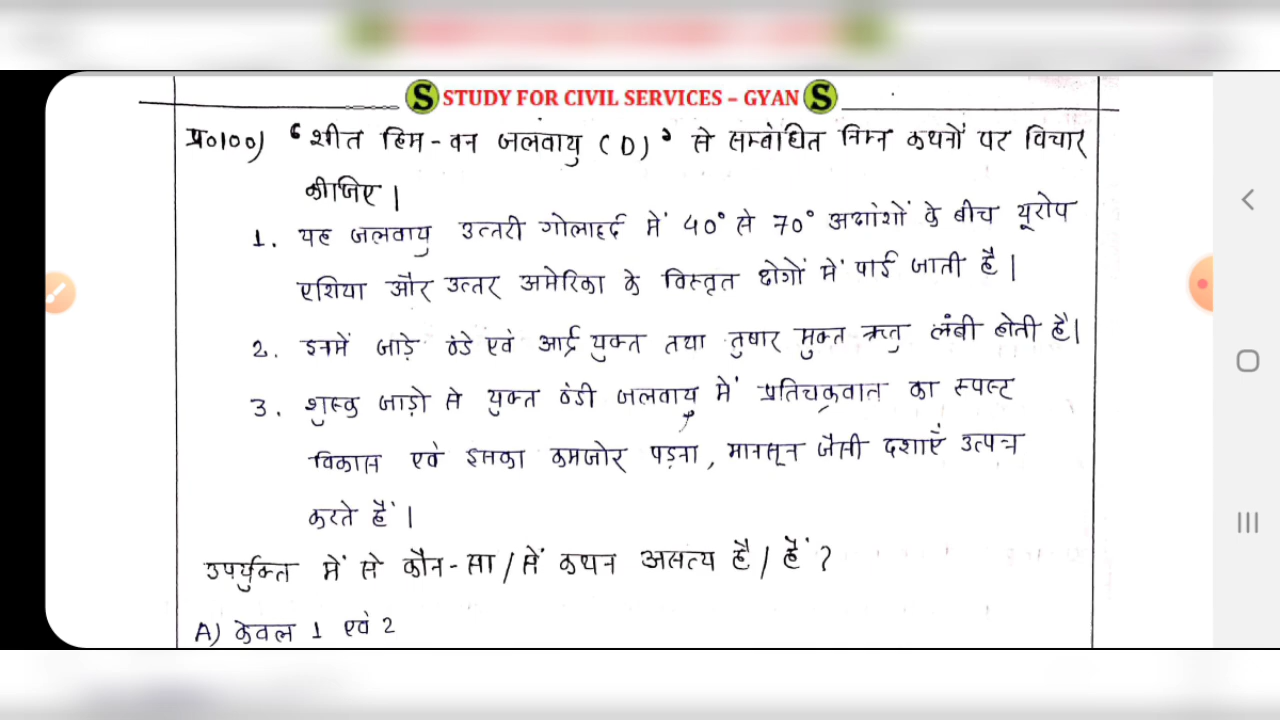 S STUDY FOR CIVIL SERVICES – GYAN S
प्र०100) 'शीत हिम-वन जलवायु (D)' से सम्बोधित निम्न कथनों पर विचार
कीजिए।
1. यह जलवायु उत्तरी गोलार्द्ध में 40° से 70° अक्षांशों के बीच यूरोप
एशिया और उत्तर अमेरिका के विस्तृत क्षेत्रों में पाई जाती है।
2. इनमें जाड़े ठंडे एवं आर्द्र युक्त तथा तुषार मुक्त ऋतु लंबी होती है।
3. शुस्क जाड़ो से युक्त ठंडी जलवायु में प्रतिचक्रवात का स्पस्ट
विकास एवं इसका कमजोर पड़ना, मानसून जैसी दशाएँ उत्पन्न
करते हैं।
उपर्युक्त में से कौन-सा/से कथन असत्य है/हैं?
A) केवल 1 एवं 2